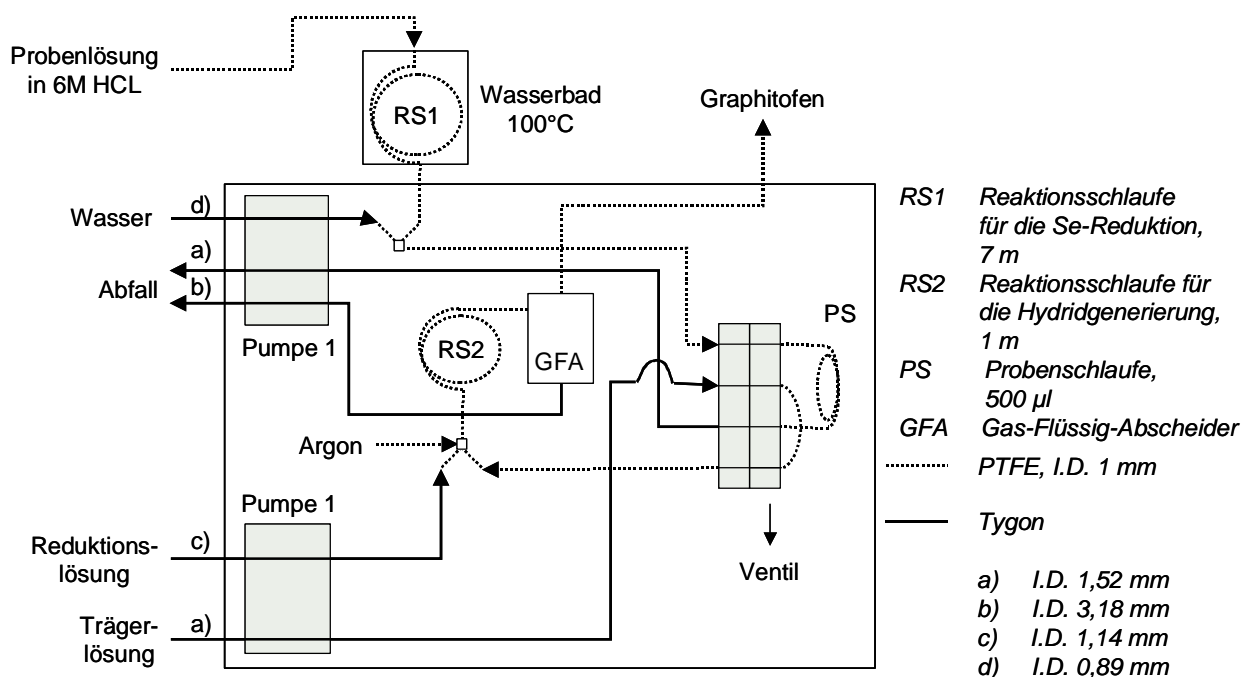 Probenlösung
in 6M HCL
RS1
Wasserbad
100°C
Graphitofen
Wasser
d)
a)
Abfall
b)
Pumpe 1
RS2
GFA
PS
Argon
Pumpe 1
Reduktions-
lösung
c)
Träger-
lösung
a)
Ventil
RS1 Reaktionsschlaufe
für die Se-Reduktion,
7 m
RS2 Reaktionsschlaufe für
die Hydridgenerierung,
1 m
PS Probenschlaufe,
500 µl
GFA Gas-Flüssig-Abscheider
PTFE, I.D. 1 mm
Tygon
a) I.D. 1,52 mm
b) I.D. 3,18 mm
c) I.D. 1,14 mm
d) I.D. 0,89 mm